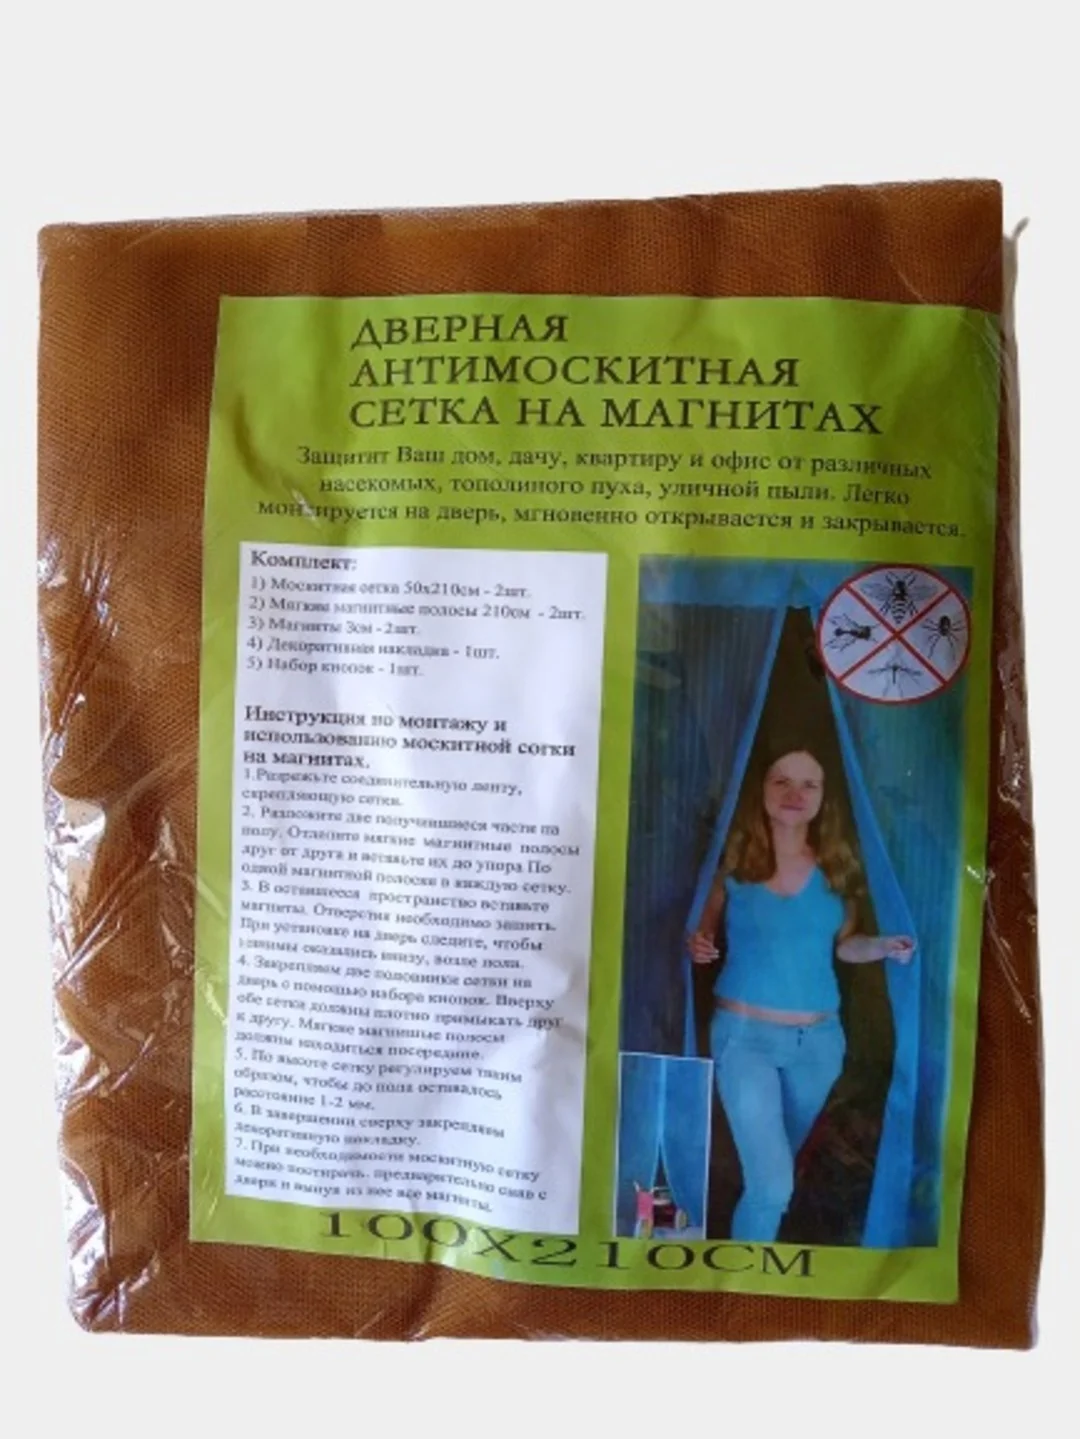 ДВЕРНАЯ
АНТИМОСКИТНАЯ
СЕТКА НА МАГНИТАХ
Защитит Ваш дом, дачу, квартиру и офис от различных
насекомых, тополиного пуха, уличной пыли. Легко
монтируется на дверь, мгновенно открывается и закрывается.
Комплект:
1) Москитная сетка 50х210см - 2шт.
2) Мягкие магнитные полосы 210см - 2шт.
3) Магниты 3см - 2шт.
4) Декоративная накладка - 1шт.
5) Набор кнопок - 1шт.
Инструкция по монтажу и
использованию москитной сетки
на магнитах.
1.Разрежьте соединительную ленту,
скрепляющую сетки.
2. Разложите две получившиеся части на
полу. Отделите мягкие магнитные полосы
друг от друга и вставьте их до упора По
одной магнитной полоске в каждую сетку.
3. В оставшееся пространство вставьте
магниты. Отверстия необходимо зашить.
При установке на дверь следите, чтобы
оказались внизу, возле пола.
4. Закрепляем две половинки сетки на
дверь с помощью набора кнопок. Вверху
обе сетки должны плотно примыкать друг
к другу. Мягкие магнитные полосы
должны находиться посередине.
5. По высоте сетку регулируем таким
образом, чтобы до пола оставалось
расстояние 1-2 мм.
6. В завершении сверху закрепляем
декоративную накладку.
7. При необходимости москитную сетку
можно постирать, предварительно сняв с
двери и вынув из нее все магниты.
100X210СМ